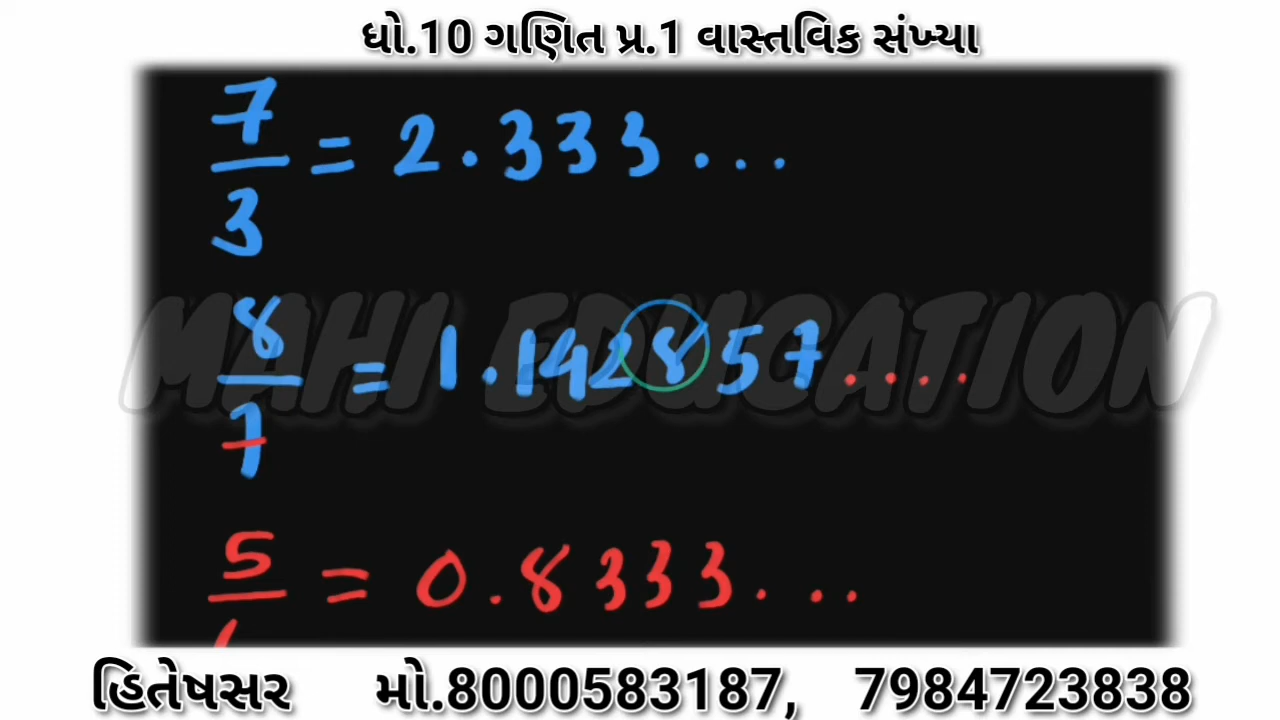 ધો.10 ગણિત પ્ર.1 વાસ્તવિક સંખ્યા
7/3 = 2.333...
MAHI EDUCATION
8/7 = 1.142857....
5/ = 0.8333...
હિતેષસર મો.8000583187, 7984723838